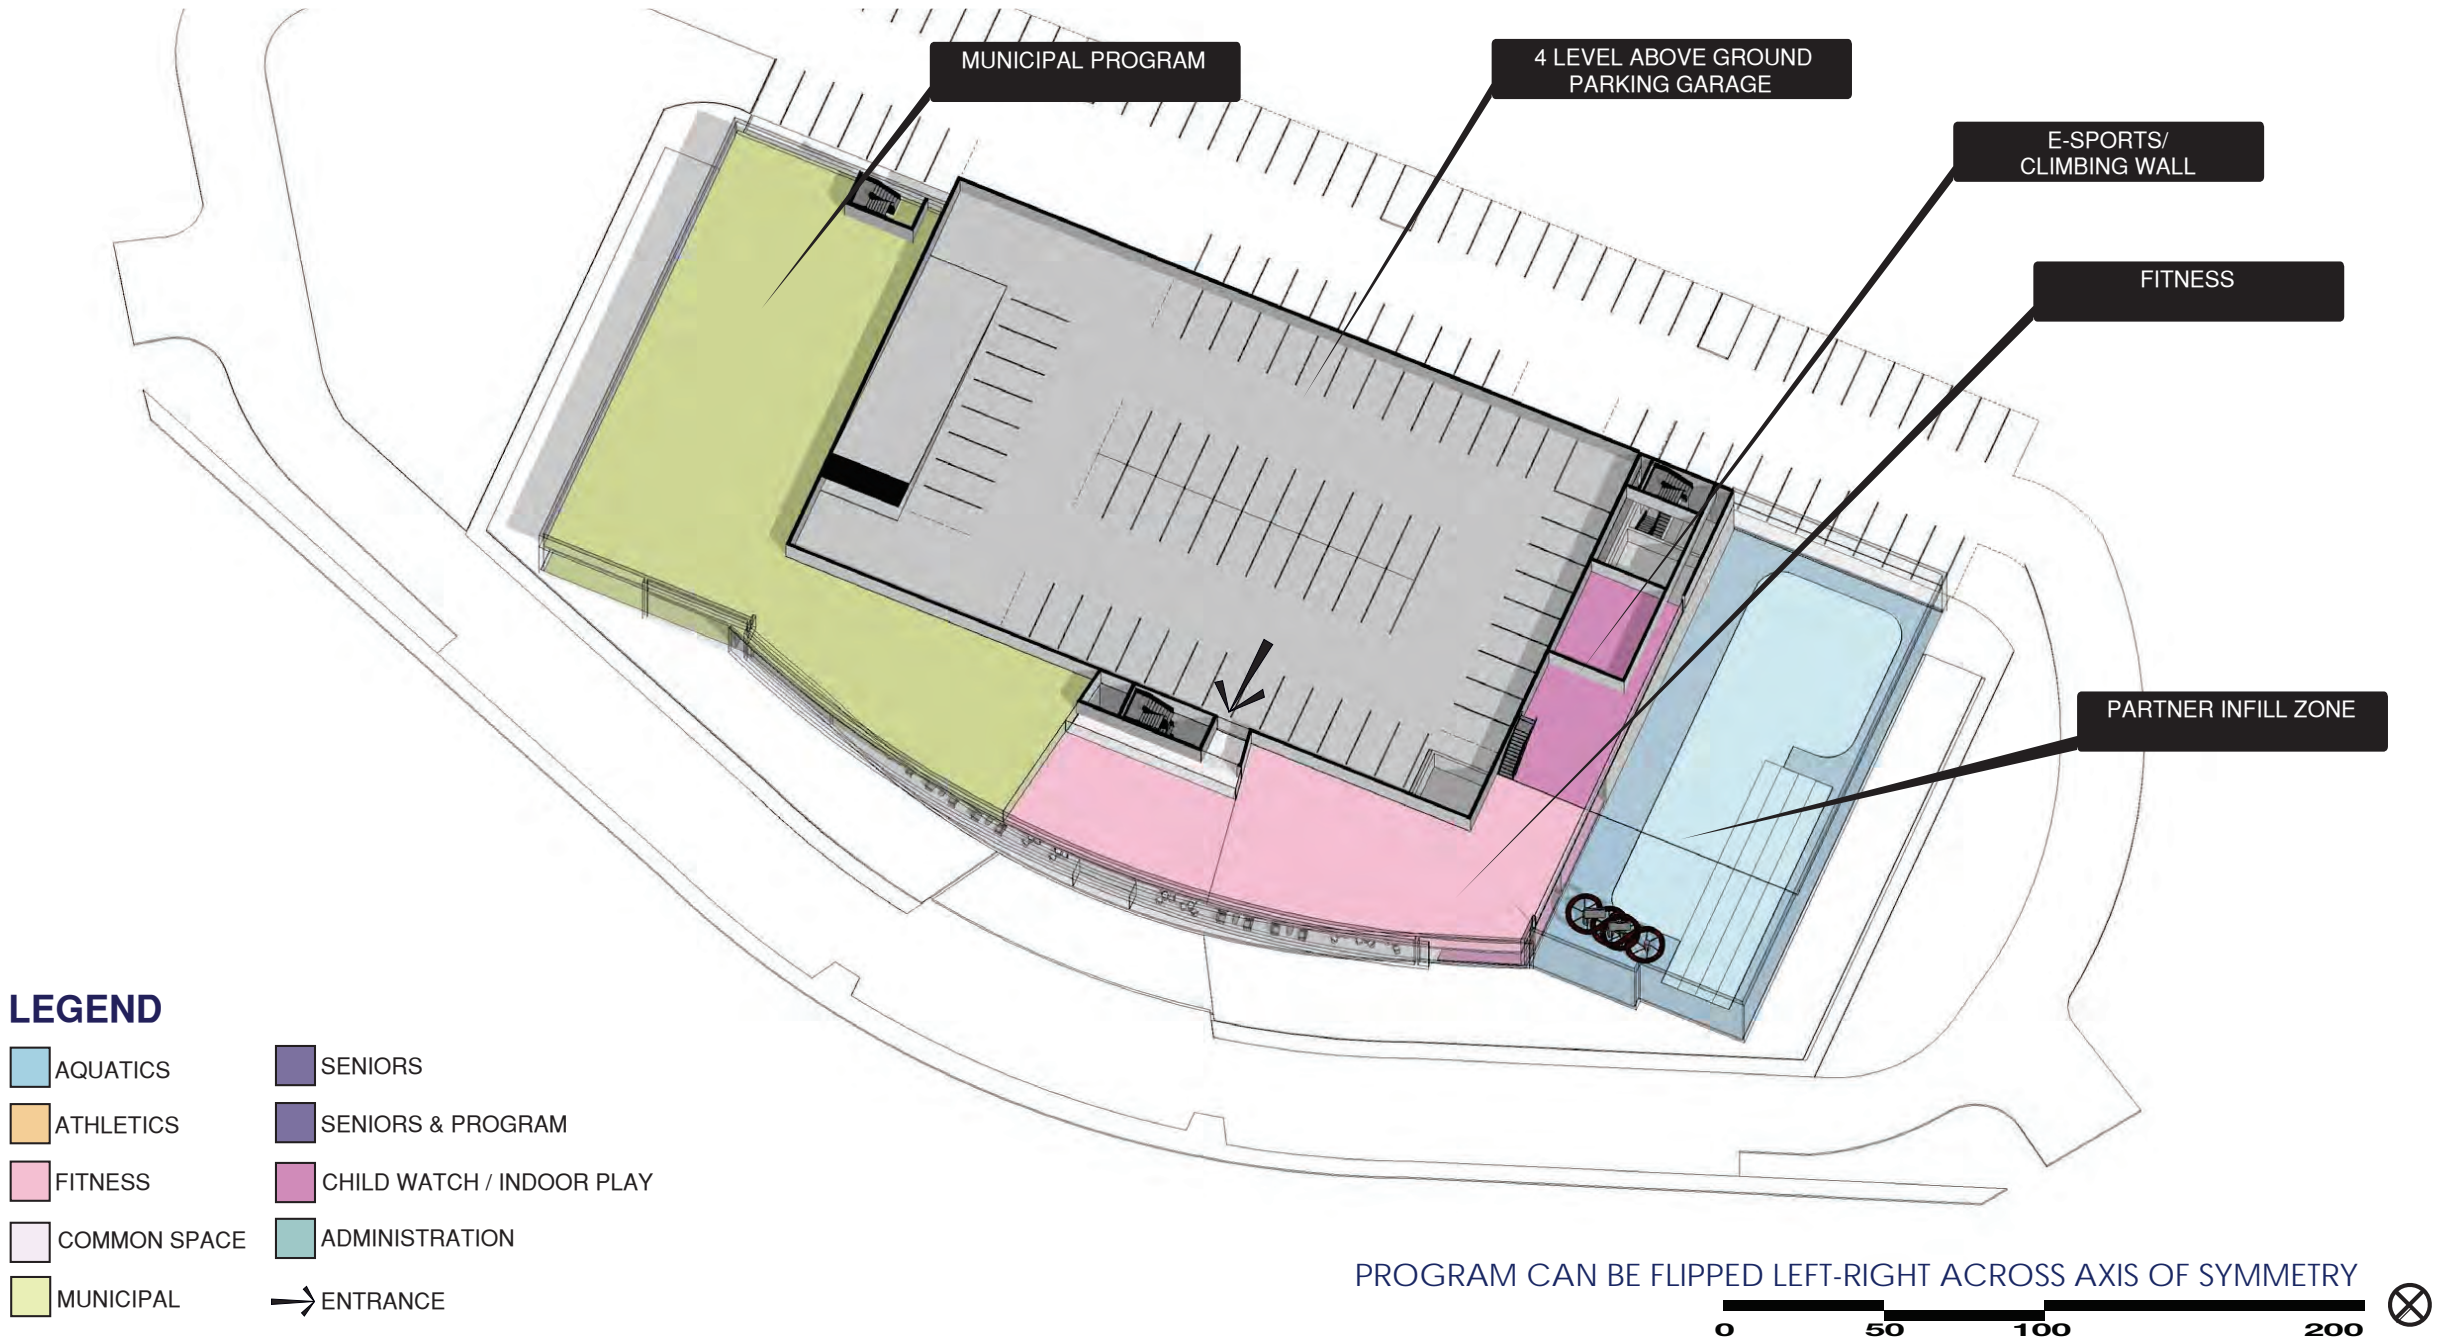 MUNICIPAL PROGRAM
4 LEVEL ABOVE GROUND
PARKING GARAGE
E-SPORTS/
CLIMBING WALL
FITNESS
PARTNER INFILL ZONE
LEGEND
AQUATICS
ATHLETICS
FITNESS
COMMON SPACE
MUNICIPAL
SENIORS
SENIORS & PROGRAM
CHILD WATCH / INDOOR PLAY
ADMINISTRATION
ENTRANCE
PROGRAM CAN BE FLIPPED LEFT-RIGHT ACROSS AXIS OF SYMMETRY
0 50 100 200